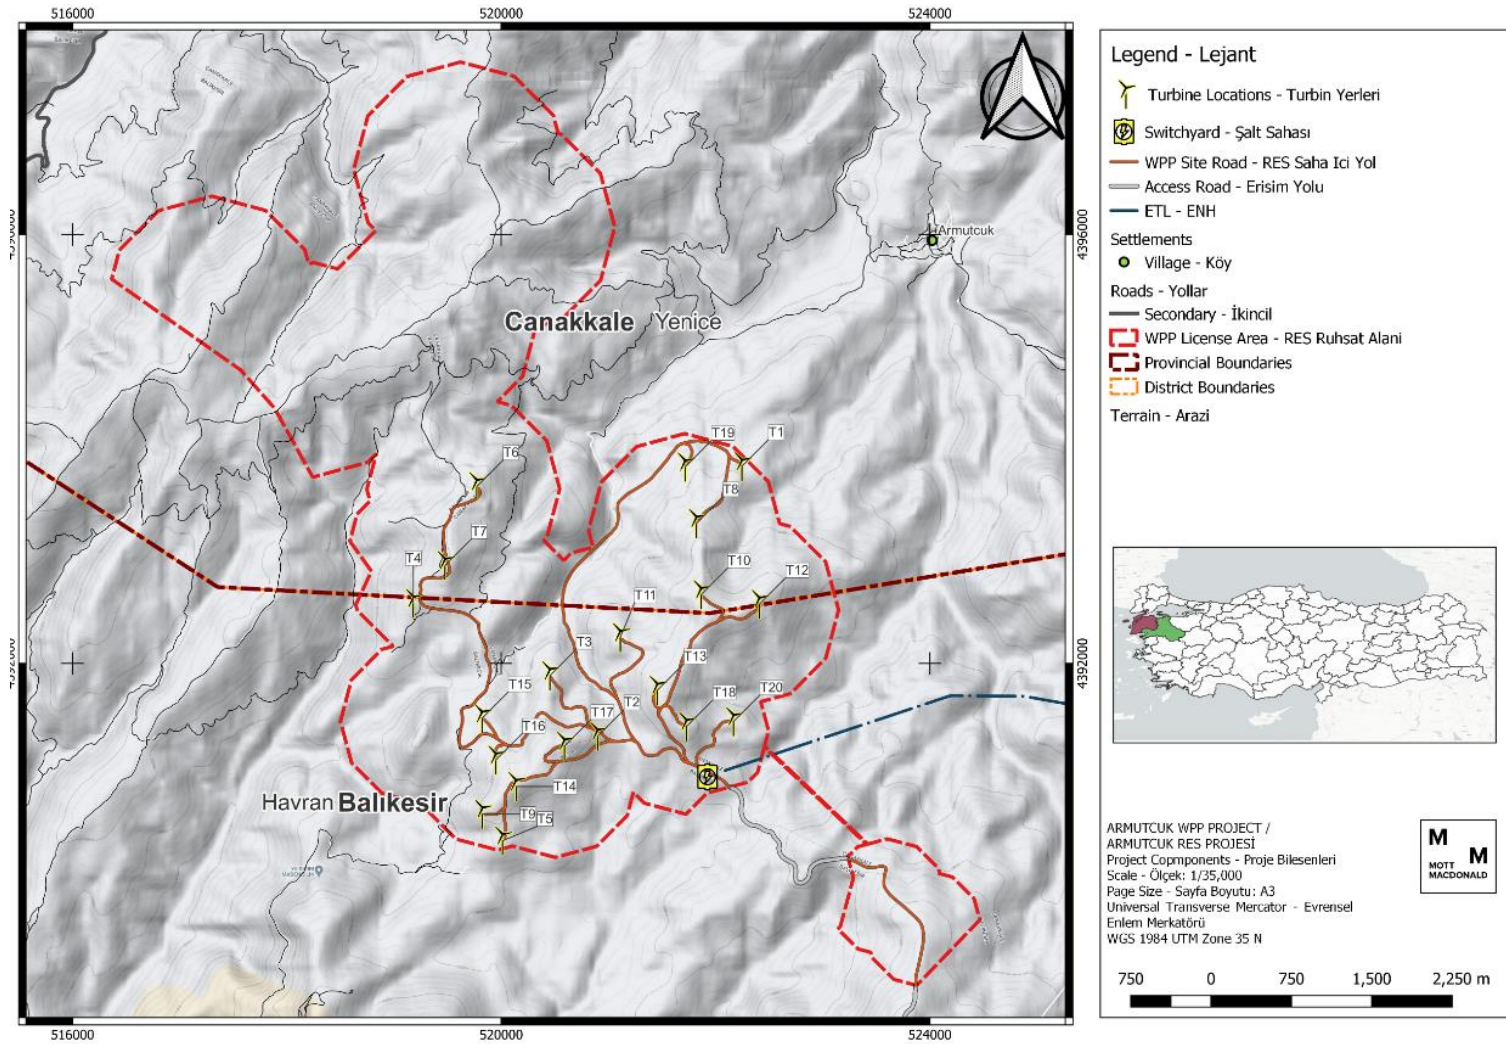 516000
520000
524000
4396000
4396000
Armutcuk
Canakkale Yenice
T19
T1
T6
T8
T7
T4
T10
T12
T11
T3
T13
4392000
4392000
T15
T2
T18
T20
T17
T16
T14
Havran Balıkesir
T9
T5
516000
520000
524000
Legend - Lejant
Turbine Locations - Turbin Yerleri
Switchyard - Şalt Sahası
WPP Site Road - RES Saha Ici Yol
Access Road - Erisim Yolu
ETL - ENH
Settlements
Village - Köy
Roads - Yollar
Secondary - İkincil
WPP License Area - RES Ruhsat Alani
Provincial Boundaries
District Boundaries
Terrain - Arazi
ARMUTCUK WPP PROJECT /
ARMUTCUK RES PROJESİ
Project Copmponents - Proje Bilesenleri
Scale - Ölçek: 1/35,000
Page Size - Sayfa Boyutu: A3
Universal Transverse Mercator - Evrensel
Enlem Merkatörü
WGS 1984 UTM Zone 35 N
M
M
MOTT
MACDONALD
750 0 750 1,500 2,250 m